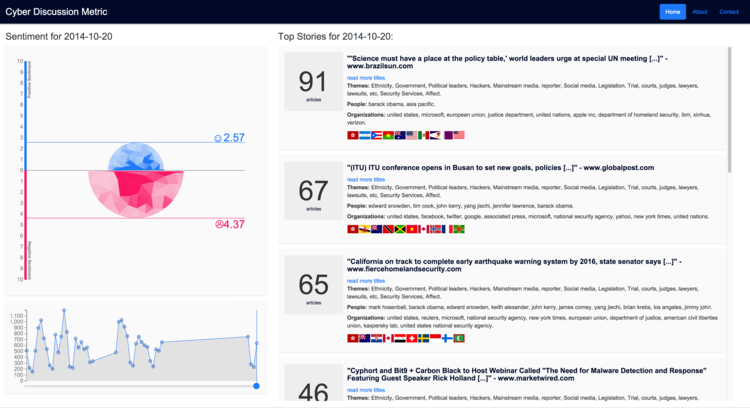 Cyber Discussion Metric
Home
About
Contact
Sentiment for 2014-10-20
10
9
8
7
6
5
4
3
2
1
0
1
2
3
4
5
6
7
8
9
10
Positive Sentiment
Negative Sentiment
☺2.57
☹4.37
1,100
1,000
900
800
700
600
500
400
300
200
100
0
Top Stories for 2014-10-20:
91
articles
"'Science must have a place at the policy table,' world leaders urge at special UN meeting [...]" -
www.brazilsun.com
read more titles
Themes: Ethnicity, Government, Political leaders, Hackers, Mainstream media, reporter, Social media, Legislation, Trial, courts, judges, lawyers,
lawsuits, etc, Security Services, Affect.
People: barack obama, asia pacific.
Organizations: united states, microsoft, european union, justice department, united nations, apple inc, department of homeland security, ibm, xinhua,
verizon.
67
articles
"(ITU) ITU conference opens in Busan to set new goals, policies [...]" - www.globalpost.com
read more titles
Themes: Ethnicity, Government, Political leaders, Hackers, Mainstream media, reporter, Social media, Legislation, Trial, courts, judges, lawyers,
lawsuits, etc, Security Services, Affect.
People: edward snowden, tim cook, john kerry, yang jiechi, jennifer lawrence, barack obama.
Organizations: united states, facebook, twitter, google, associated press, microsoft, national security agency, yahoo, new york times, united nations.
65
articles
"California on track to complete early earthquake warning system by 2016, state senator says [...]" -
www.fiercehomelandsecurity.com
read more titles
Themes: Ethnicity, Government, Political leaders, Hackers, Mainstream media, reporter, Social media, Legislation, Trial, courts, judges, lawyers,
lawsuits, etc, Security Services, Affect.
People: mark hosenball, barack obama, edward snowden, keith alexander, john kerry, james comey, yang jiechi, brian krebs, los angeles, jimmy john.
Organizations: united states, reuters, microsoft, national security agency, new york times, european union, department of justice, american civil liberties
union, kaspersky lab, united states national security agency.
46
"Cyphort and Bit9 + Carbon Black to Host Webinar Called "The Need for Malware Detection and Response"
Featuring Guest Speaker Rick Holland [...]" - www.marketwired.com
read more titles
Themes: Ethnicity, Government, Political leaders, Hackers, Mainstream media, reporter, Social media, Legislation, Trial, courts, judges, lawyers,